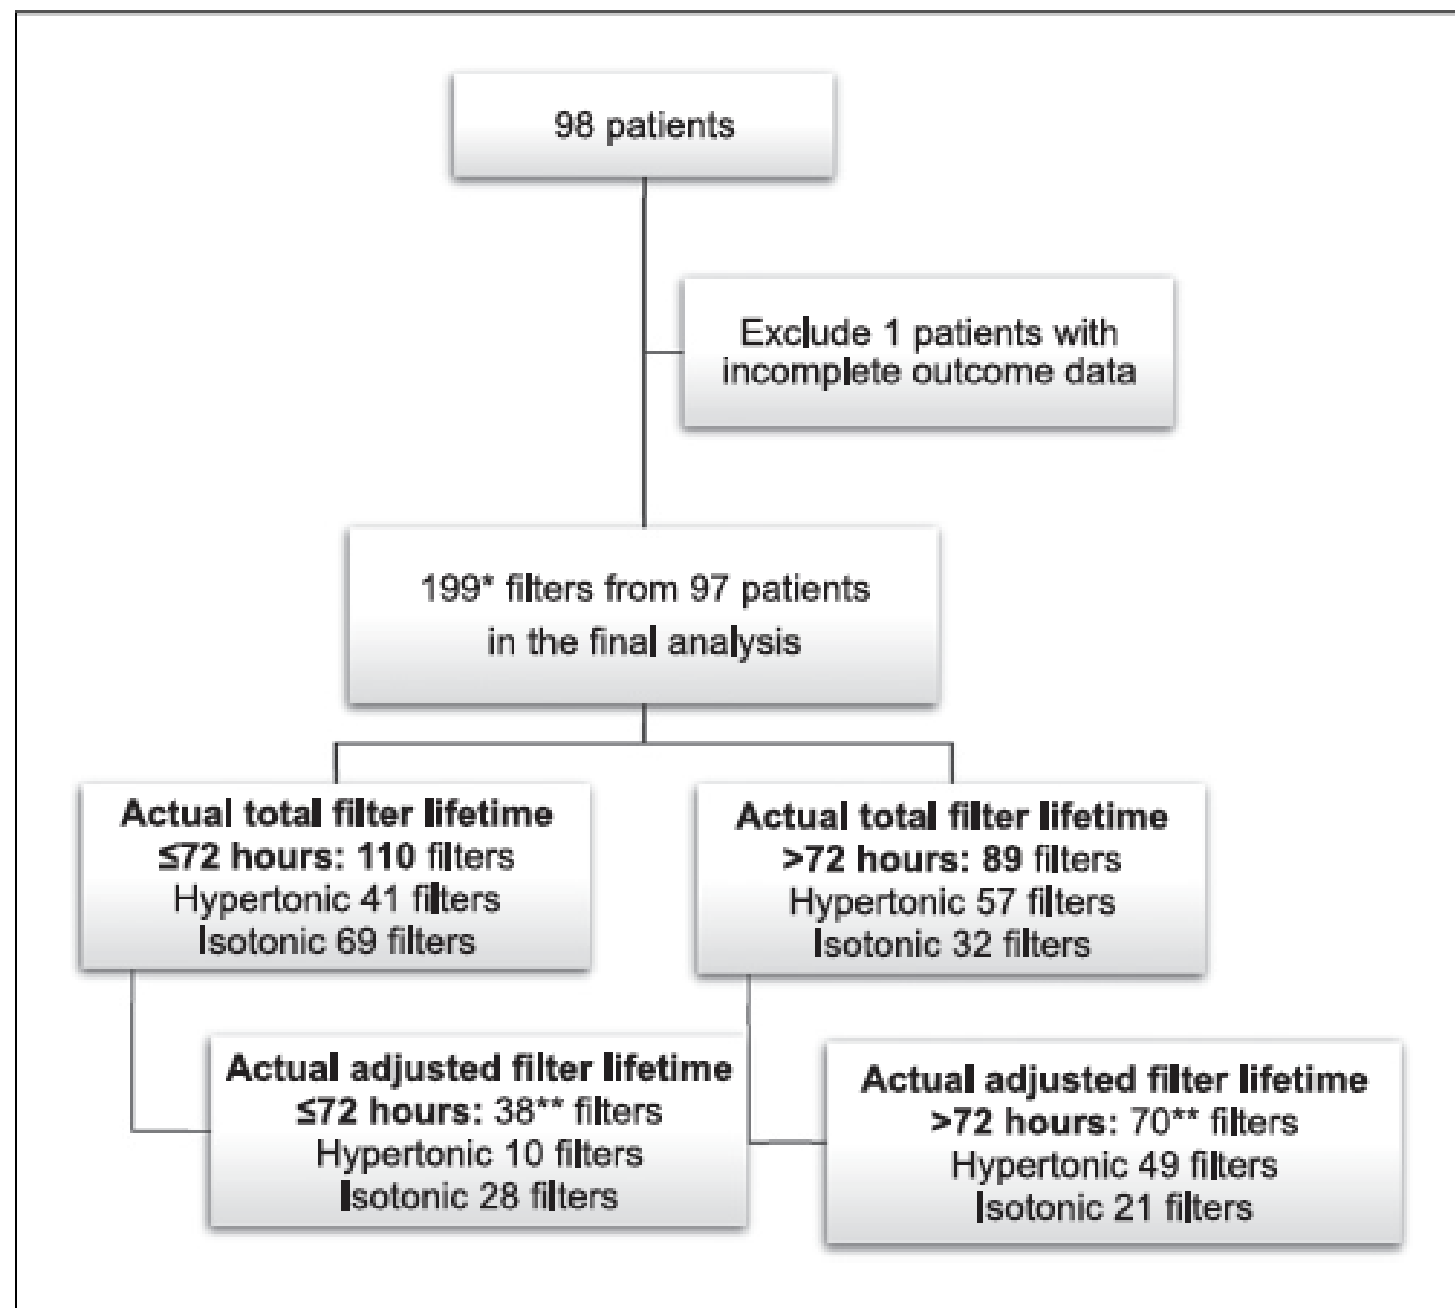 98 patients
Exclude 1 patients with
incomplete outcome data
199* filters from 97 patients
in the final analysis
Actual total filter lifetime
≤72 hours: 110 filters
Hypertonic 41 filters
Isotonic 69 filters
Actual total filter lifetime
>72 hours: 89 filters
Hypertonic 57 filters
Isotonic 32 filters
Actual adjusted filter lifetime
≤72 hours: 38** filters
Hypertonic 10 filters
Isotonic 28 filters
Actual adjusted filter lifetime
>72 hours: 70** filters
Hypertonic 49 filters
Isotonic 21 filters